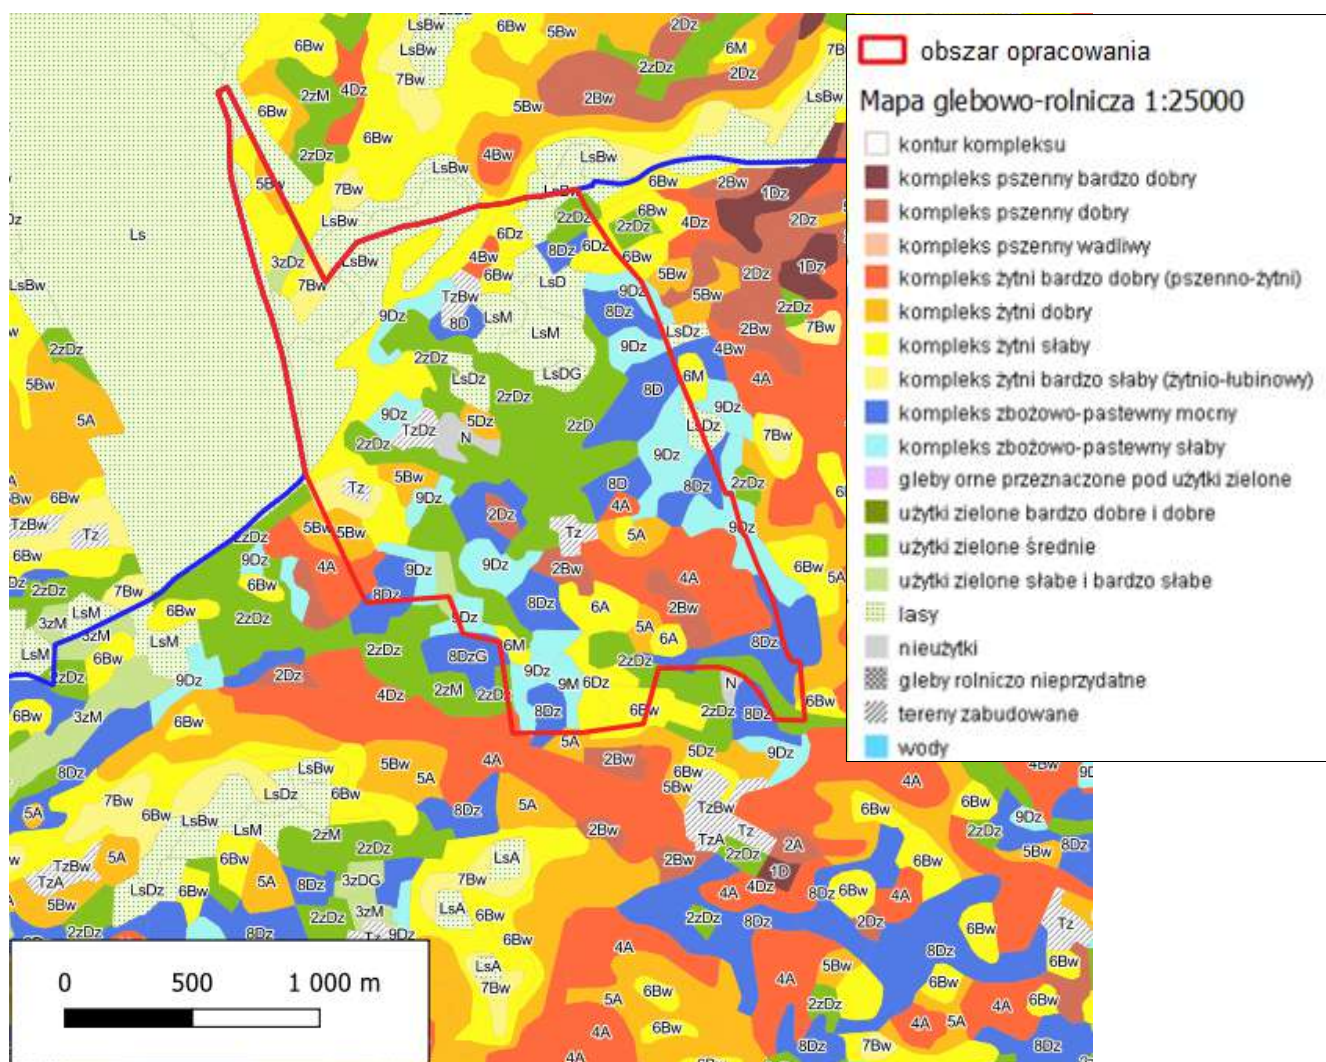 obszar opracowania
Mapa glebowo-rolnicza 1:25000
kontur kompleksu
kompleks pszenny bardzo dobry
kompleks pszenny dobry
kompleks pszenny wadliwy
kompleks żytni bardzo dobry (pszenno-żytni)
kompleks żytni dobry
kompleks żytni słaby
kompleks żytni bardzo słaby (żytnio-łubinowy)
kompleks zbożowo-pastewny mocny
kompleks zbożowo-pastewny słaby
gleby orne przeznaczone pod użytki zielone
użytki zielone bardzo dobre i dobre
użytki zielone średnie
użytki zielone słabe i bardzo słabe
lasy
nieużytki
gleby rolniczo nieprzydatne
tereny zabudowane
wody
LsBw 6Bw 5Bw 2Dz
6Bw LsBw 6M
7Bw 2zDz 2Dz
2zM 4Dz 2Bw
6Bw 5Bw LsBw
6Bw
2zDz 4Bw LsBw
5Bw 7Bw LsBw 6Bw 2Bw 1Dz
LsBw 2zDz 6Bw 4Dz 2Dz
Ls 6Dz 2zDz
3zDz LsBw 4Bw 8Dz 6Dz 6Bw
7Bw 6Bw LsD 5Bw 2Dz 1Dz
LsBw TzBw 9Dz 5Bw
9Dz 8D LsM 8Dz 2zDz
LsM LsDz 2Bw 7Bw
2zDz 2zDz 9Dz 4Bw
LsDz LsDG 6M 4A
5Bw 2zDz 8D
5A 9Dz 5Dz 9Dz
TzDz N 2zD LsDz 7Bw
2zDz 9Dz
5Bw 2zDz
6Bw Tz 9Dz 8D 8Dz
TzBw 2Dz 4A
Tz 5Bw 5Bw Tz 5A 9Dz
6Bw 2zDz 9Dz 9Dz 9Dz 2Bw 6Bw
2zDz 7Bw 6Bw 4A 8Dz 4A 5A
3zM LsM 6Bw 2zDz 9Dz 8Dz 6A 2Bw
3zM LsM 5A 6A 8Dz
LsM 6Bw 2zDz 8DzG 6M 2zDz
2zDz 9Dz 2Dz 9Dz 9M 6Dz N
6Bw 3zM 6Bw 4Dz 2zM 2zDz 8Dz 6Bw 2zDz 8Dz 6Bw
5A 5Dz 9Dz
8Dz LsBw 5Bw 4A 2Bw 6Bw 4Bw
7Bw LsDz 6Bw 5A 5Bw 4A
5A LsBw LsM 8Dz 5A TzBw 6Bw 6Bw 9Dz
2zM 2zDz 2Bw TzA Tz 2zDz 8Dz
TzBw 5A 6Bw LsA 2Bw 2zDz 2A 6Bw 5Bw
TzA LsDz 5A 8Dz 3zDG 7Bw 1D
5Bw 6Bw 3zM LsA 6Bw 4A 4Dz 8Dz 6Bw 4A
2zDz 2zDz 2zDz 8Dz 2Dz Tz
8Dz 9Dz 6Bw 8Dz
LsA 5Bw 6Bw
7Bw 4A
5A 6Bw 2zDz 4A 6Bw
4A 6Bw 4A 5A
4A 7Bw 8Dz
0 500 1 000 m